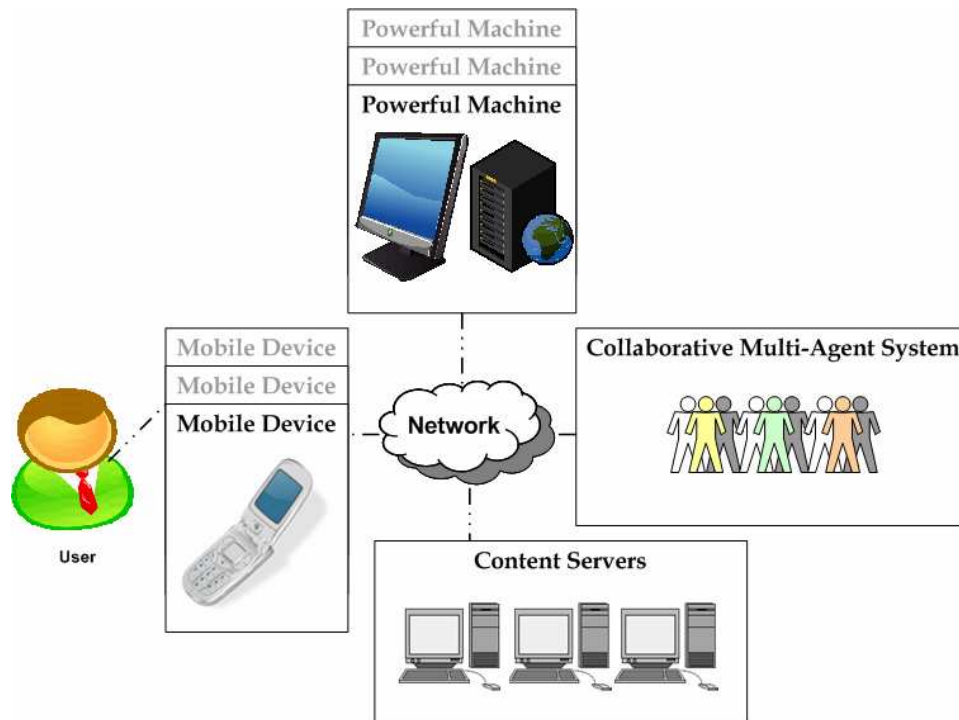 Powerful Machine
Powerful Machine
Powerful Machine
Mobile Device
Mobile Device
Mobile Device
Network
Collaborative Multi-Agent System
User
Content Servers